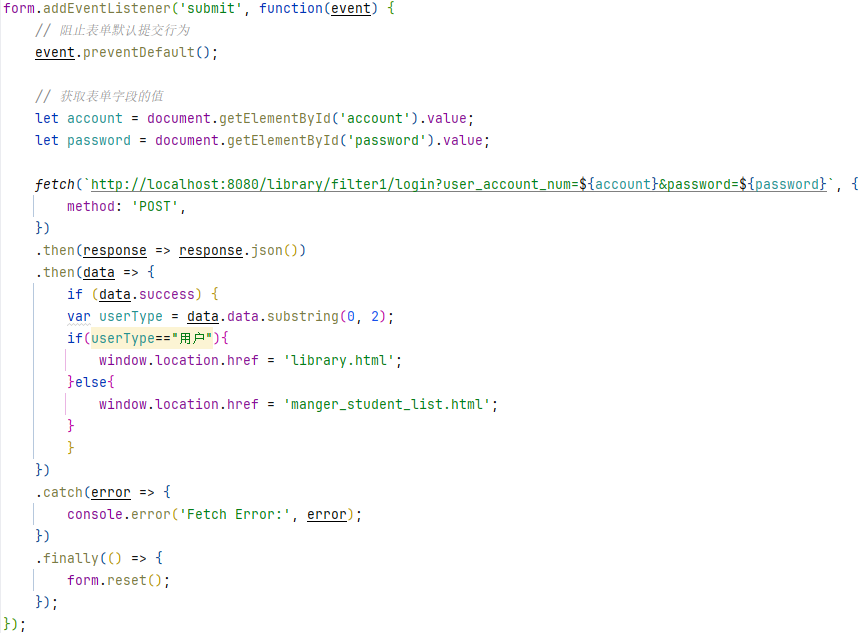 form.addEventListener('submit', function(event) {
    // 阻止表单默认提交行为
    event.preventDefault();

    // 获取表单字段的值
    let account = document.getElementById('account').value;
    let password = document.getElementById('password').value;

    fetch(`http://localhost:8080/library/filter1/login?user_account_num=${account}&password=${password}`, {
        method: 'POST',
    })
    .then(response => response.json())
    .then(data => {
        if (data.success) {
        var userType = data.data.substring(0, 2);
        if(userType=="用户"){
            window.location.href = 'library.html';
        }else{
            window.location.href = 'manger_student_list.html';
        }
        }
    })
    .catch(error => {
        console.error('Fetch Error:', error);
    })
    .finally(() => {
        form.reset();
    });
});